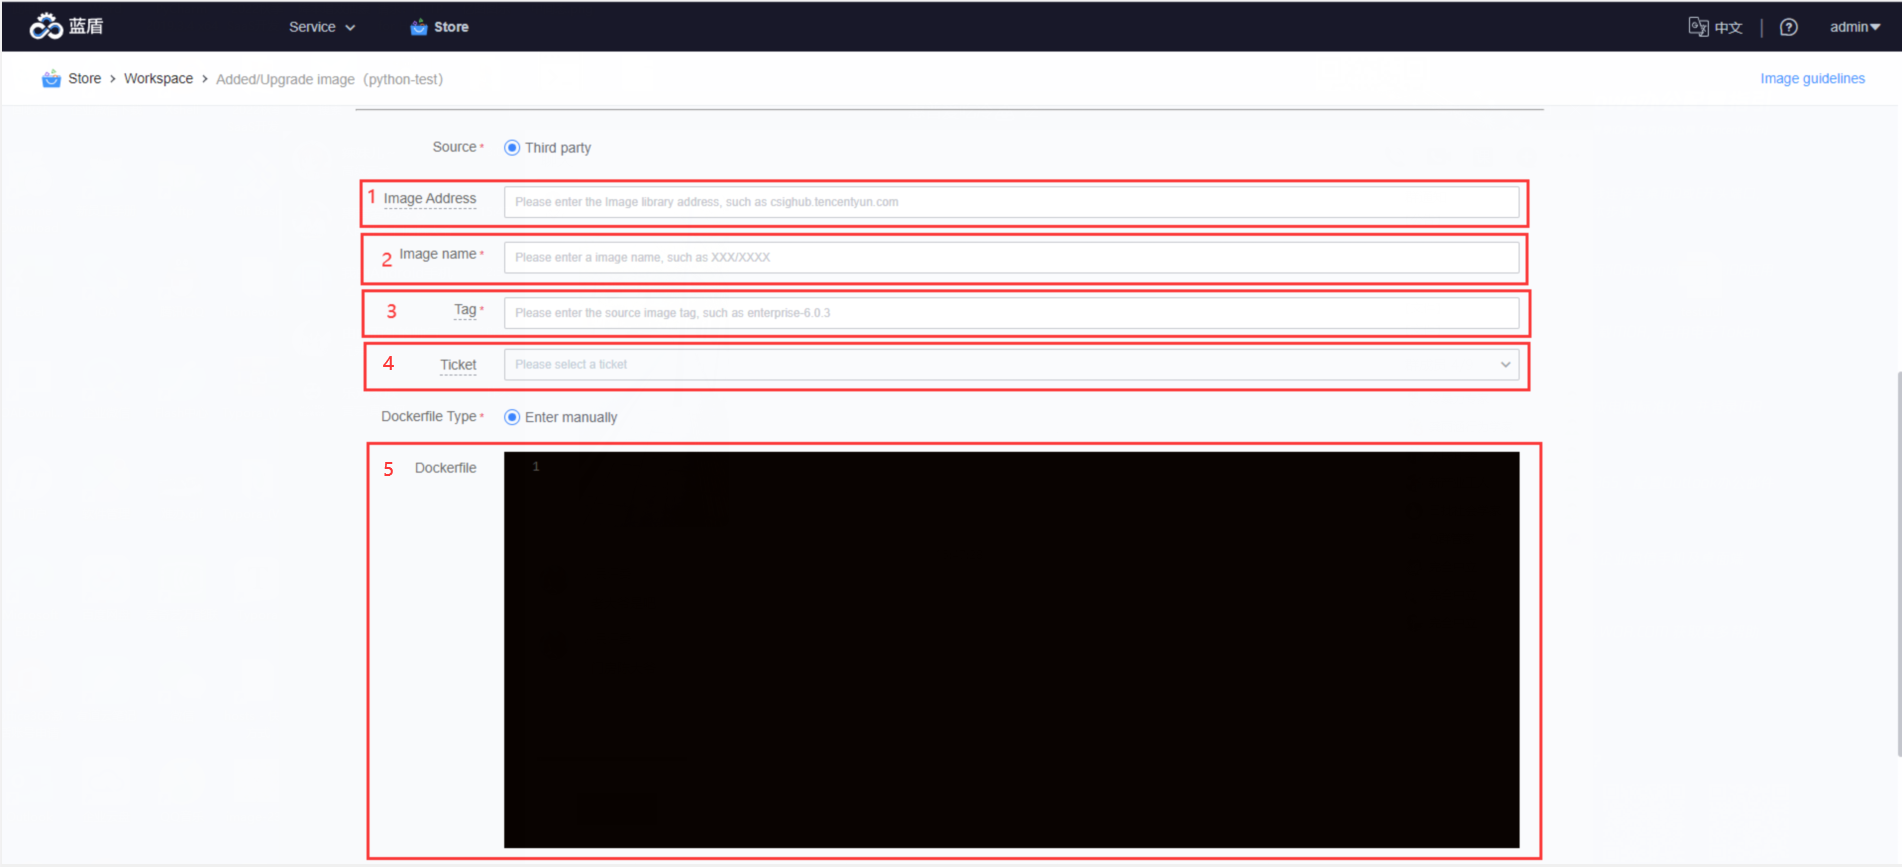 蓝盾 Service Store 中文 | admin
Store > Workspace > Added/Upgrade image (python-test) Image guidelines
Source * Third party
1 Image Address Please enter the Image library address, such as csighub.tencentyun.com
2 Image name * Please enter a image name, such as XXX/XXXX
3 Tag * Please enter the source image tag, such as enterprise-6.0.3
4 Ticket Please select a ticket
Dockerfile Type * Enter manually
5 Dockerfile 1